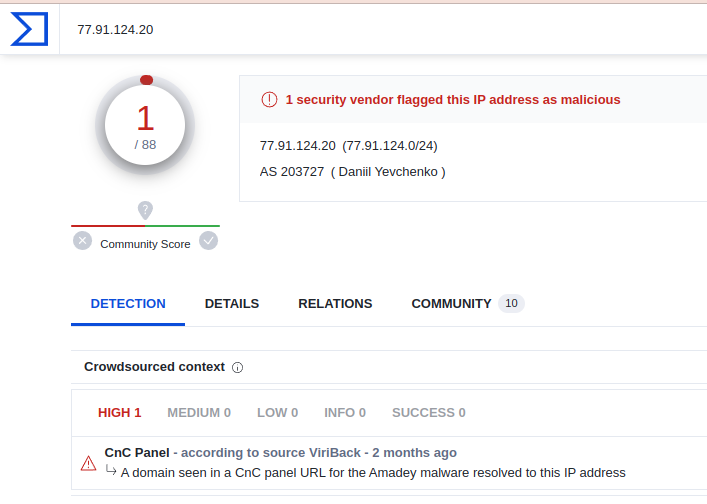 77.91.124.20
1 security vendor flagged this IP address as malicious
1
/ 88
77.91.124.20 (77.91.124.0/24)
AS 203727 ( Daniil Yevchenko )
?
Community Score
DETECTION DETAILS RELATIONS COMMUNITY 10
Crowdsourced context
HIGH 1 MEDIUM 0 LOW 0 INFO 0 SUCCESS 0
CnC Panel - according to source ViriBack - 2 months ago
A domain seen in a CnC panel URL for the Amadey malware resolved to this IP address